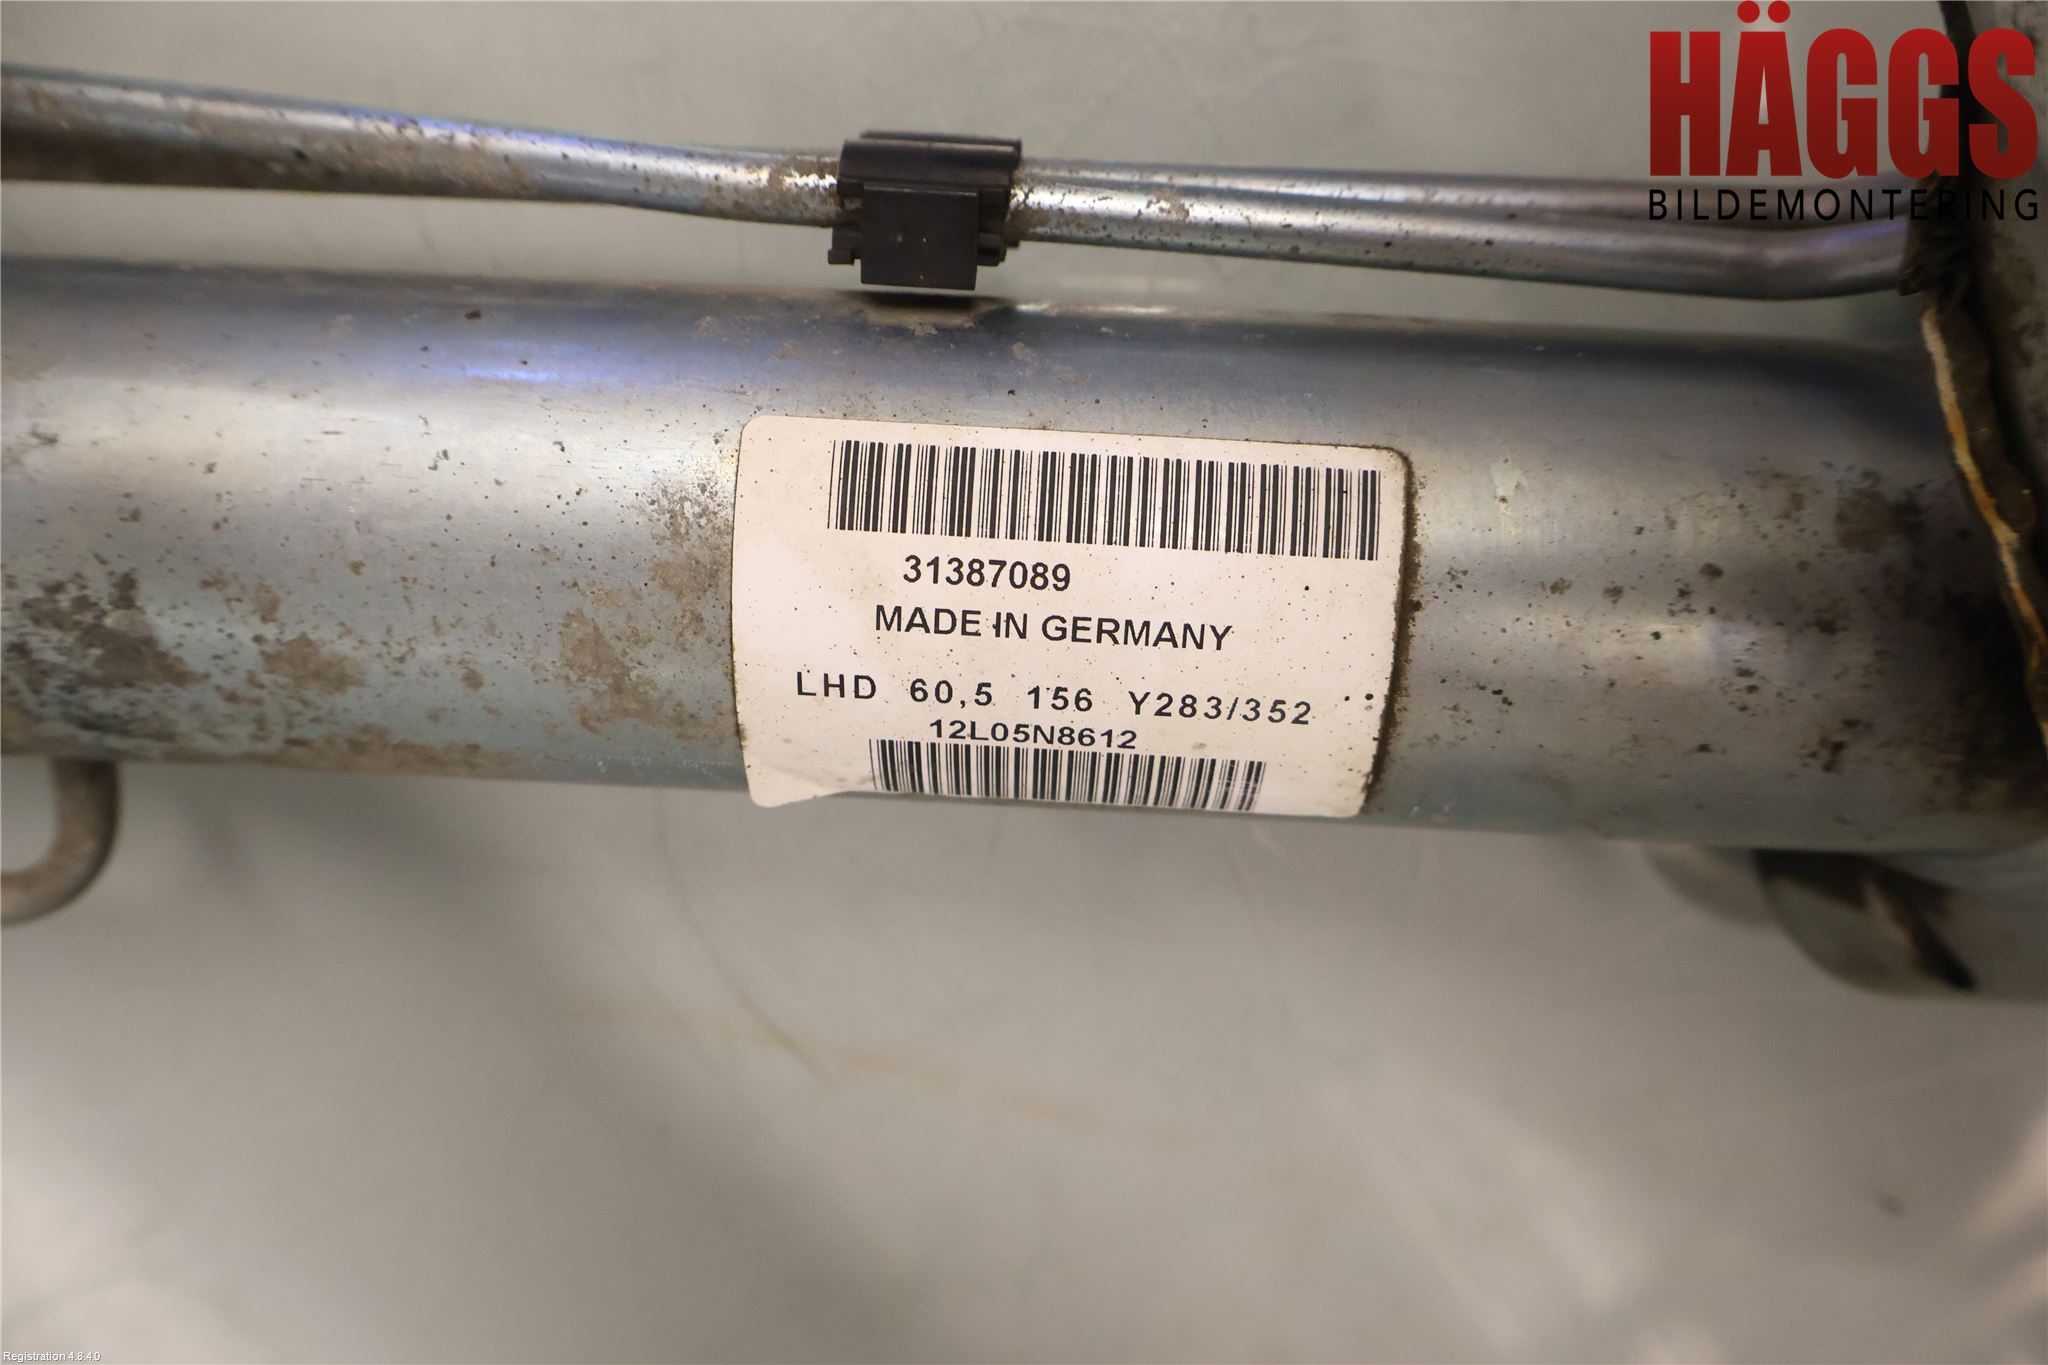 HÄGGS
BILDEMONTERING
31387089
MADE IN GERMANY
LHD 60,5 156 Y283/352
12L05N8612
Registration 4.8.4.0